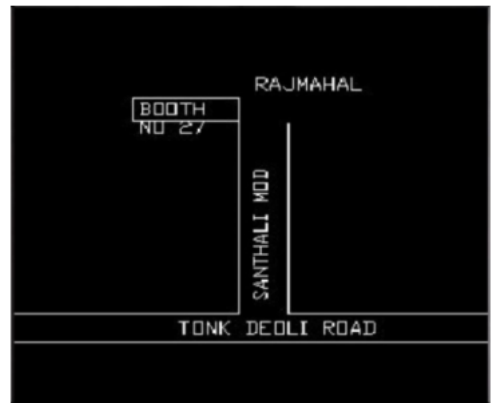 RAJMAHAL
BOOTH
NO 27
SANTHALI MOD
TONK DEOLI ROAD